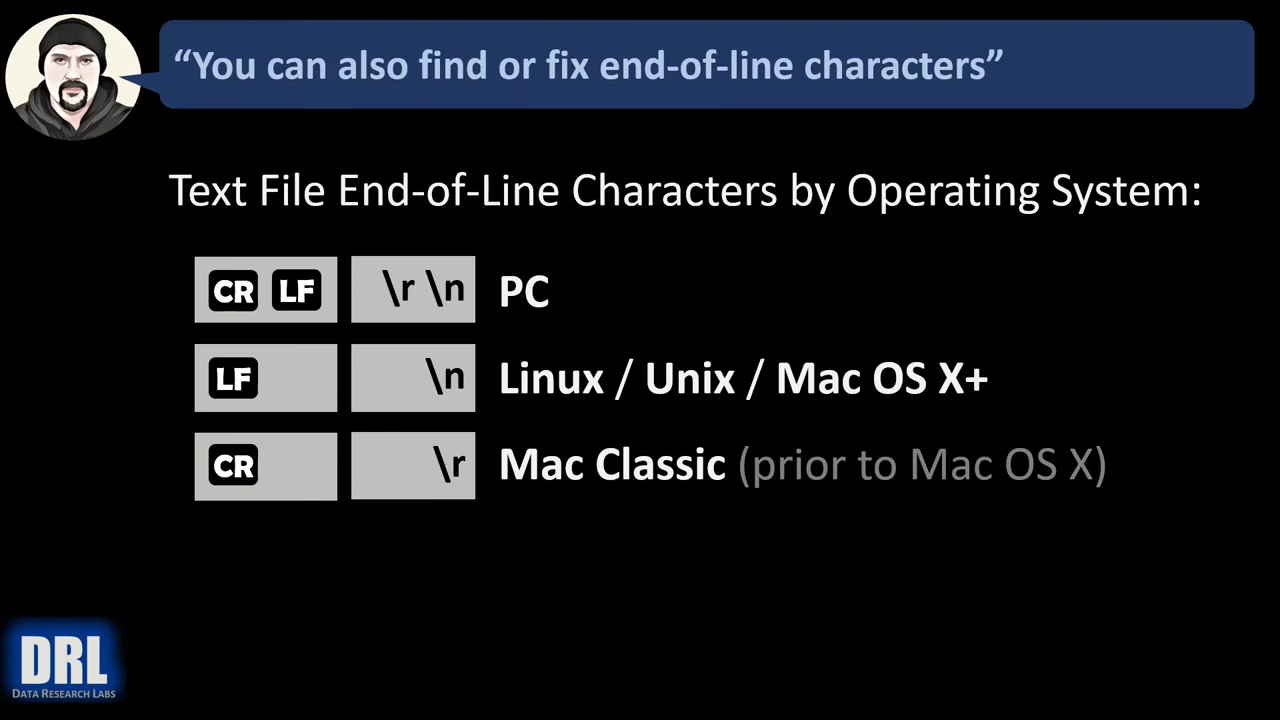 “You can also find or fix end-of-line characters”
Text File End-of-Line Characters by Operating System:
CR LF \r \n PC
LF \n Linux / Unix / Mac OS X+
CR \r Mac Classic (prior to Mac OS X)
DRL
DATA RESEARCH LABS